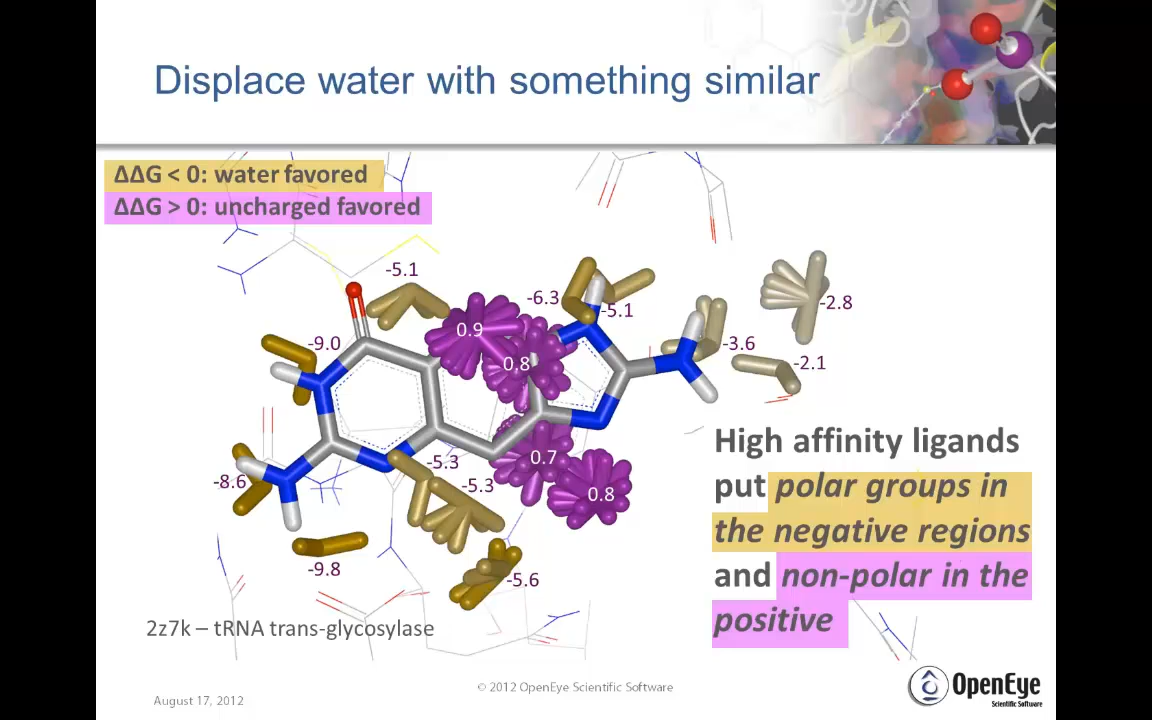 Displace water with something similar
ΔΔG < 0: water favored
ΔΔG > 0: uncharged favored
-5.1
-9.0
0.9
-6.3
-5.1
-2.8
0.8
-3.6
-2.1
-8.6
-5.3
-5.3
0.7
0.8
-9.8
-5.6
High affinity ligands
put polar groups in
the negative regions
and non-polar in the
positive
2z7k – tRNA trans-glycosylase
August 17, 2012
© 2012 OpenEye Scientific Software
OpenEye
Scientific Software